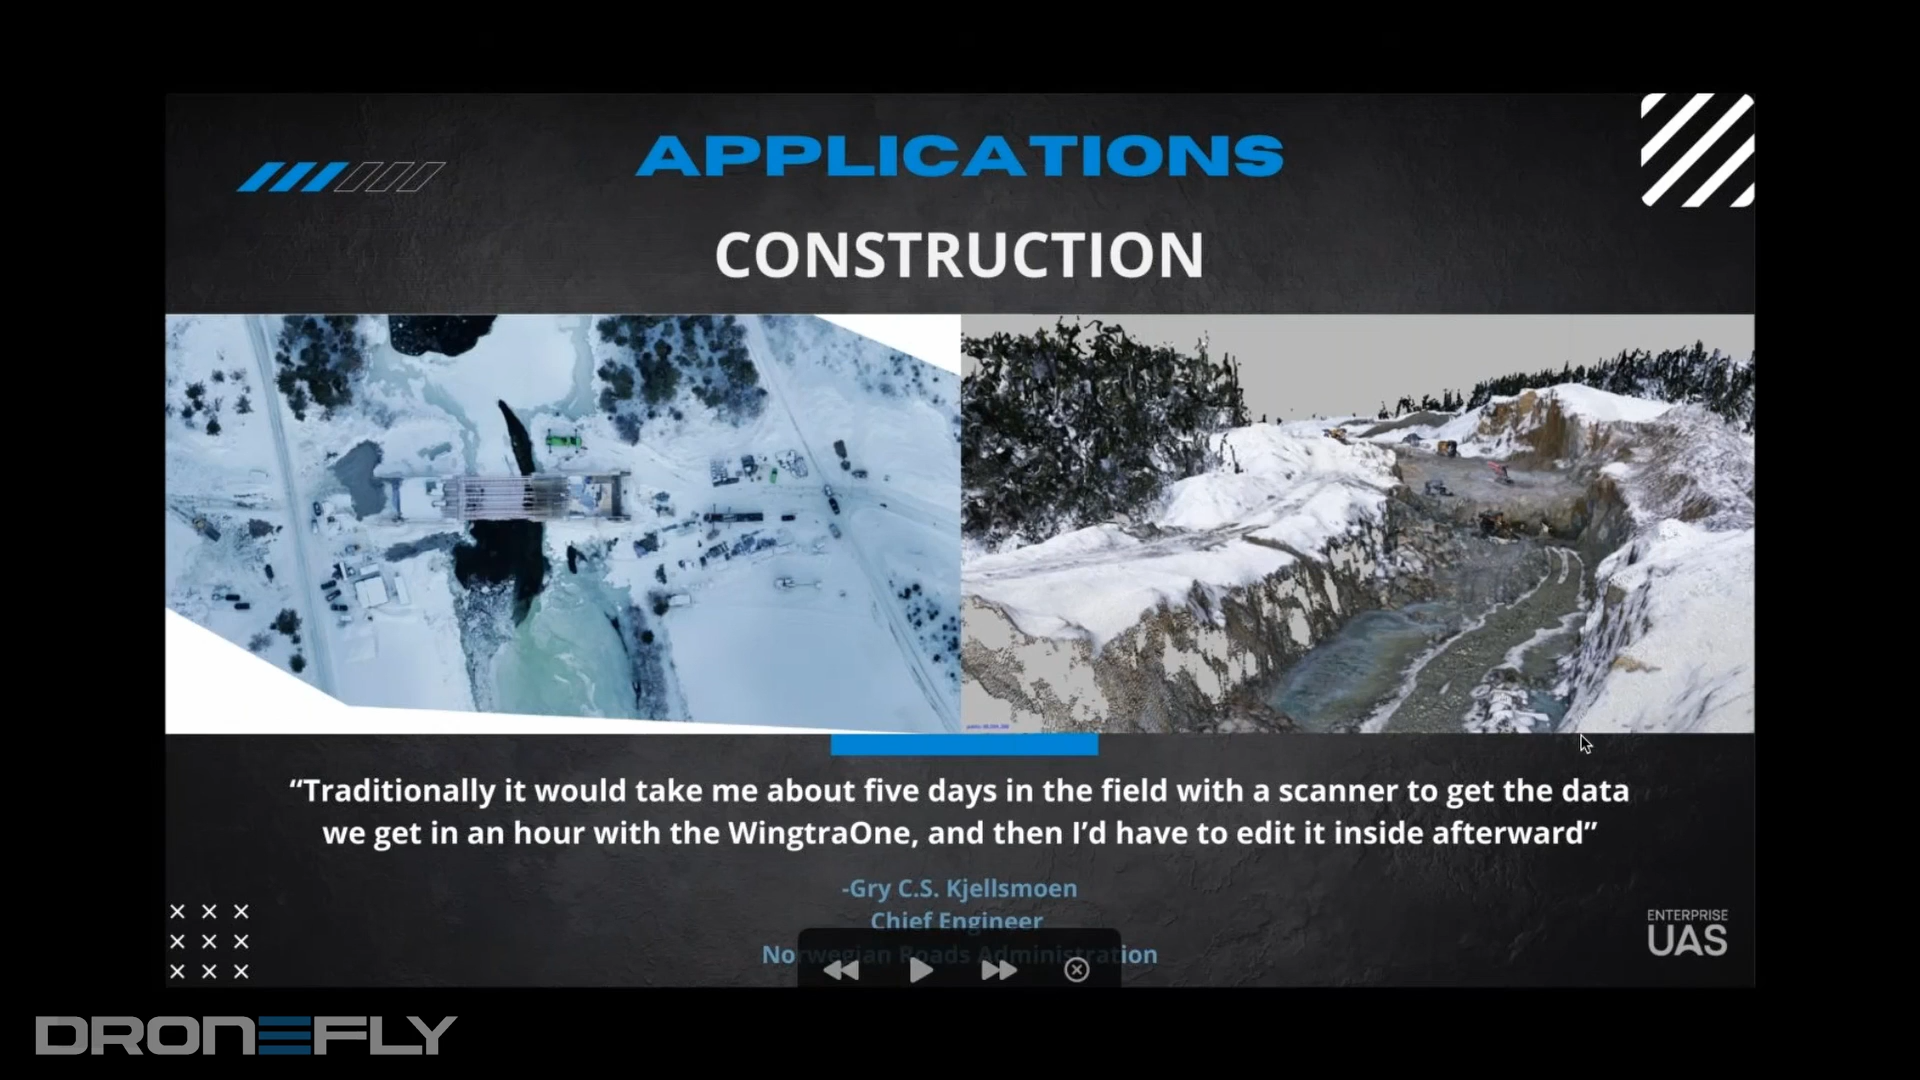 APPLICATIONS
CONSTRUCTION
“Traditionally it would take me about five days in the field with a scanner to get the data
we get in an hour with the WingtraOne, and then I’d have to edit it inside afterward”
-Gry C.S. Kjellsmoen
Chief Engineer
Norwegian Roads Administration
ENTERPRISE
UAS
DRONEFLY